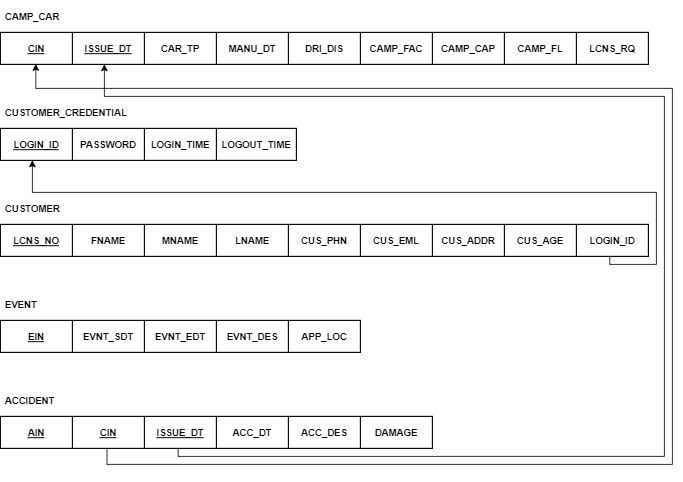 CAMP_CAR
CIN ISSUE_DT CAR_TP MANU_DT DRI_DIS CAMP_FAC CAMP_CAP CAMP_FL LCNS_RQ
CUSTOMER_CREDENTIAL
LOGIN_ID PASSWORD LOGIN_TIME LOGOUT_TIME
CUSTOMER
LCNS_NO FNAME MNAME LNAME CUS_PHN CUS_EML CUS_ADDR CUS_AGE LOGIN_ID
EVENT
EIN EVNT_SDT EVNT_EDT EVNT_DES APP_LOC
ACCIDENT
AIN CIN ISSUE_DT ACC_DT ACC_DES DAMAGE